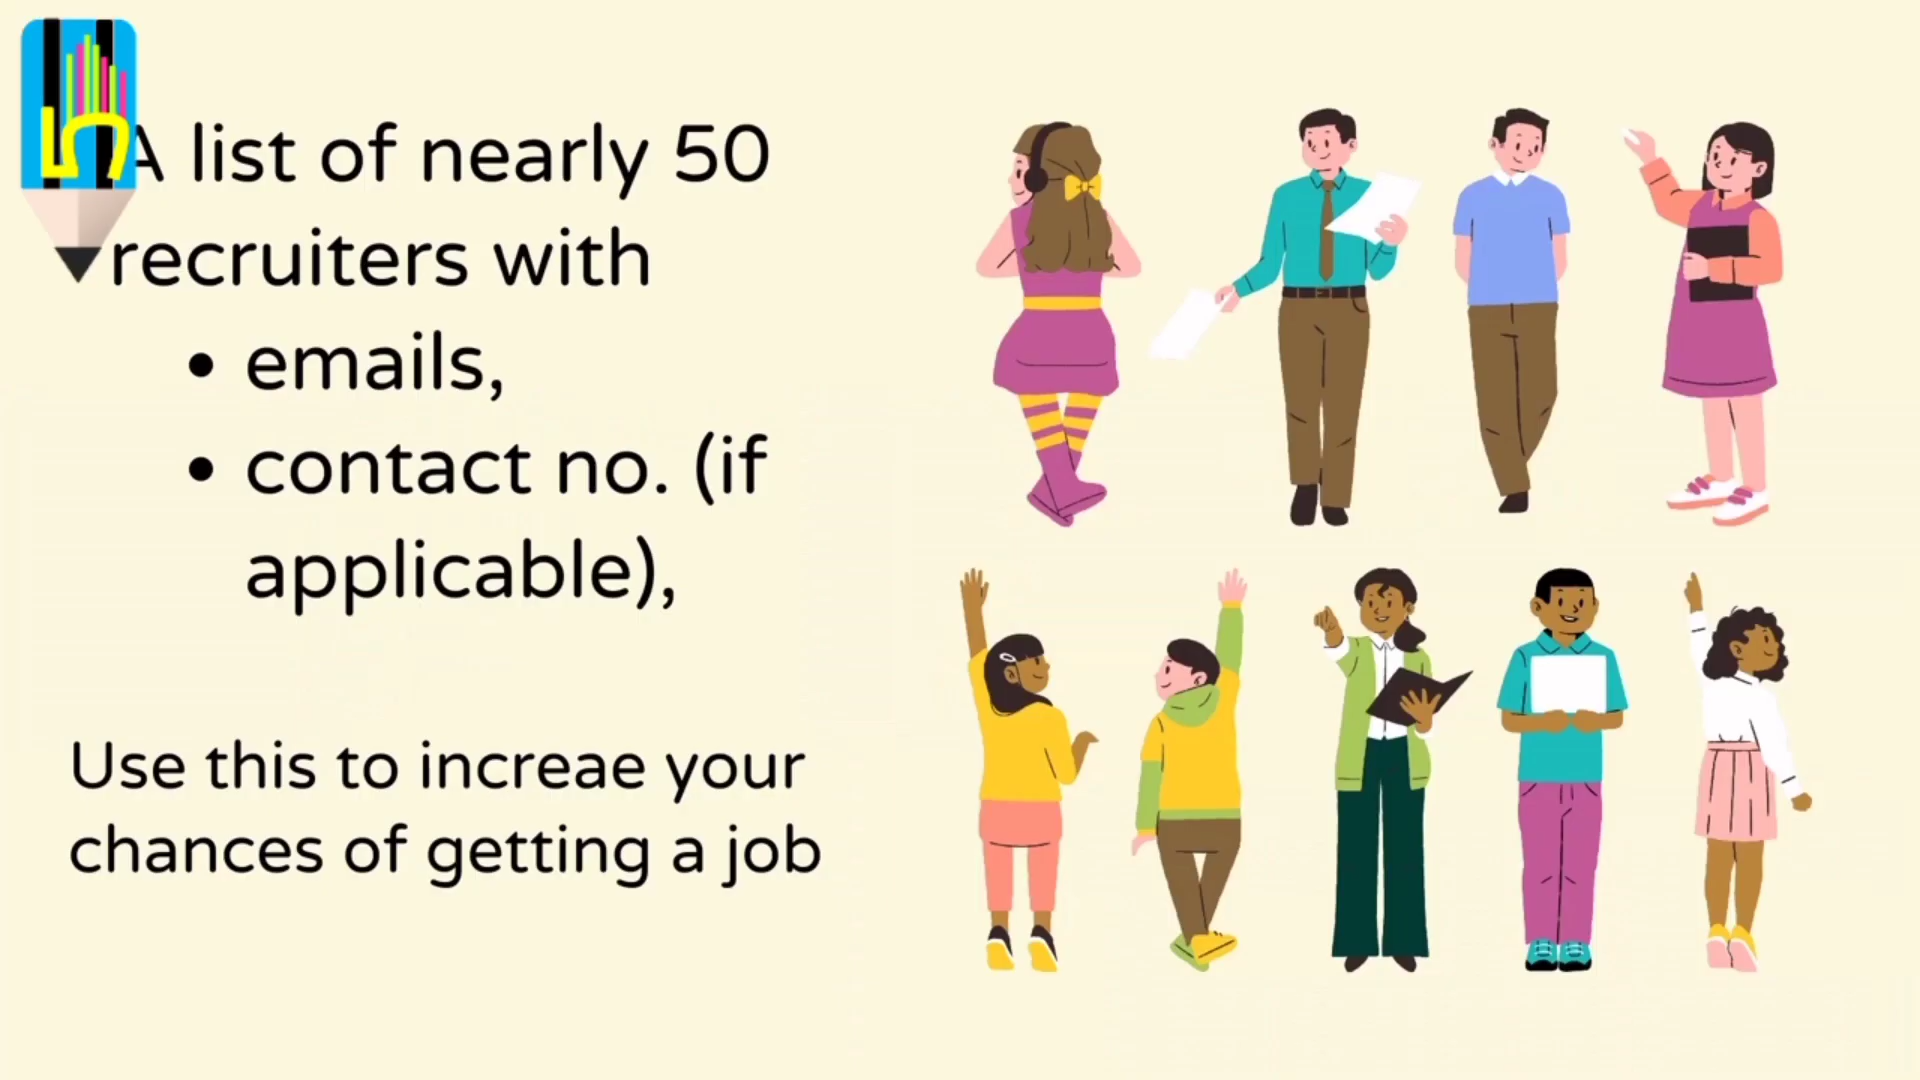 A list of nearly 50
recruiters with
• emails,
• contact no. (if
applicable),
Use this to increae your
chances of getting a job